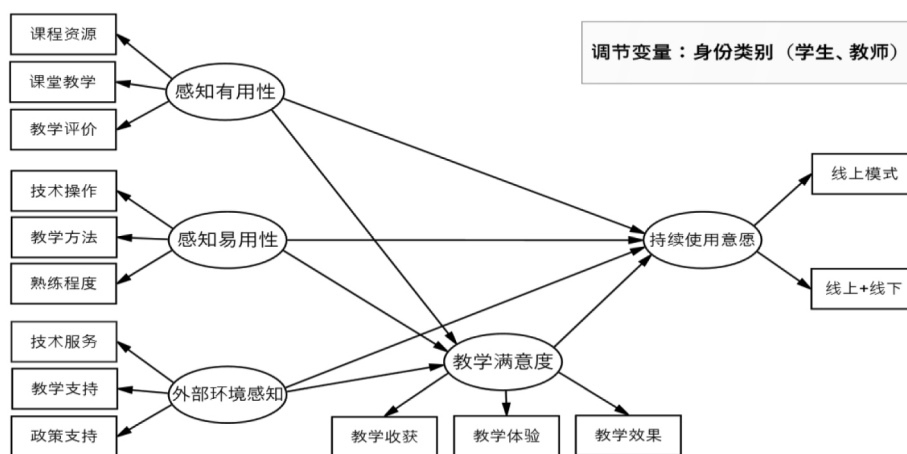 课程资源
课堂教学
教学评价
感知有用性
调节变量：身份类别（学生、教师）
技术操作
教学方法
熟练程度
感知易用性
持续使用意愿
线上模式
线上+线下
技术服务
教学支持
政策支持
外部环境感知
教学满意度
教学收获
教学体验
教学效果